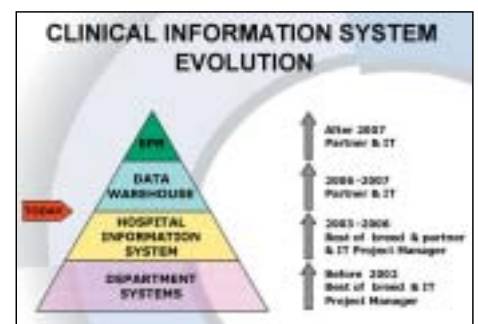 CLINICAL INFORMATION SYSTEM
EVOLUTION
EPR
After 2007
Partner & IT
DATA
WAREHOUSE
2006-2007
Partner & IT
TODAY
HOSPITAL
INFORMATION
SYSTEM
2003-2006
Best of breed & partner
& IT Project Manager
DEPARTMENT
SYSTEMS
Before 2002
Best of breed & IT
Project Manager